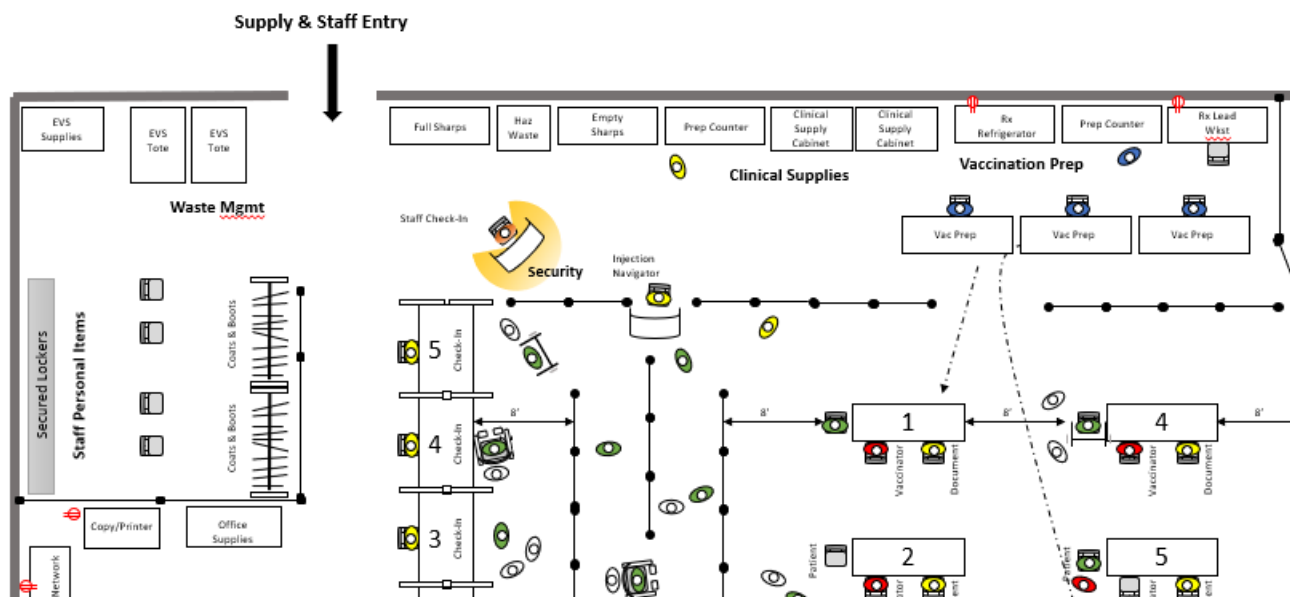 Supply & Staff Entry
EVS
Supplies
EVS
Tote
EVS
Tote
Full Sharps
Haz
Waste
Empty
Sharps
Prep Counter
Clinical
Supply
Cabinet
Clinical
Supply
Cabinet
Rx
Refrigerator
Prep Counter
Rx Lead
Wkst
Clinical Supplies
Vaccination Prep
Waste Mgmt
Staff Check-In
Security
Injection
Navigator
Vac Prep
Vac Prep
Vac Prep
Secured Lockers
Staff Personal Items
Coats & Boots
Coats & Boots
5
Check-In
4
Check-In
3
Check-In
8'
8'
8'
8'
1
Vaccinator
Document
4
Vaccinator
Document
Copy/Printer
Office
Supplies
Network
Patient
2
Patient
5